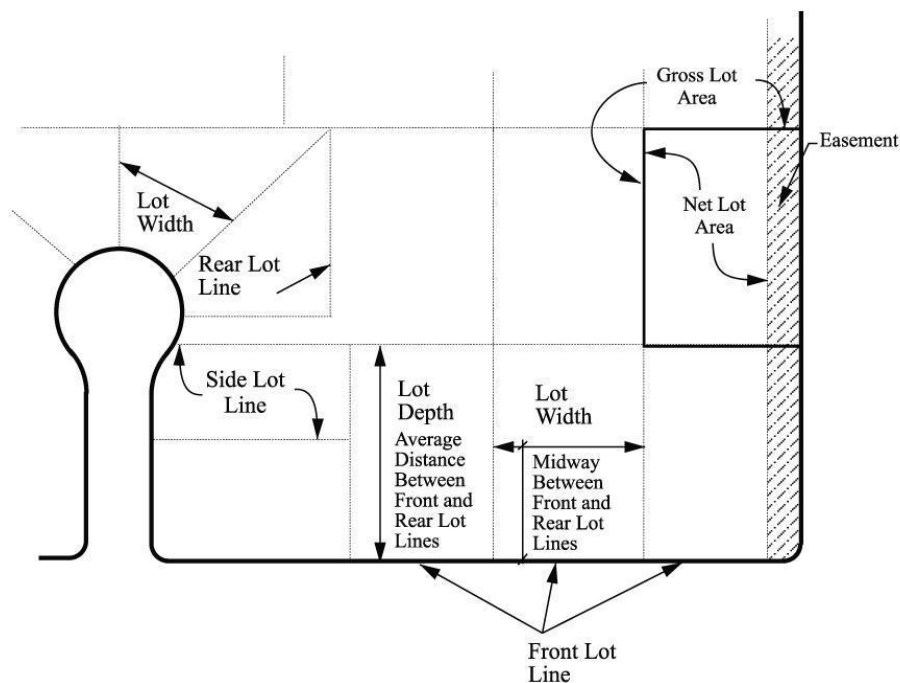 Gross Lot
Area
Easement
Lot
Width
Net Lot
Area
Rear Lot
Line
Side Lot
Line
Lot
Depth
Average
Distance
Between
Front and
Rear Lot
Lines
Lot
Width
Midway
Between
Front and
Rear Lot
Lines
Front Lot
Line